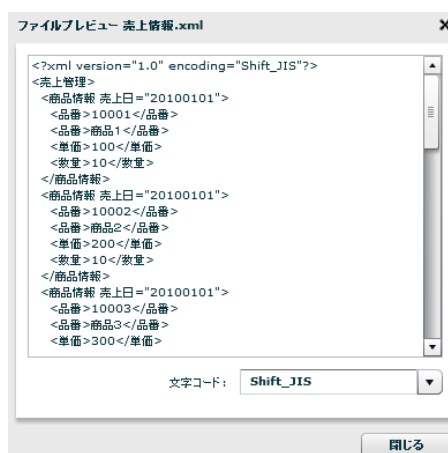 ファイルプレビュー 売上情報.xml
<?xml version="1.0" encoding="Shift_JIS"?>
<売上管理>
<商品情報 売上日="20100101">
<品番>10001</品番>
<品番>商品1</品番>
<単価>100</単価>
<数量>10</数量>
</商品情報>
<商品情報 売上日="20100101">
<品番>10002</品番>
<品番>商品2</品番>
<単価>200</単価>
<数量>10</数量>
</商品情報>
<商品情報 売上日="20100101">
<品番>10003</品番>
<品番>商品3</品番>
<単価>300</単価>
文字コード: Shift_JIS
閉じる